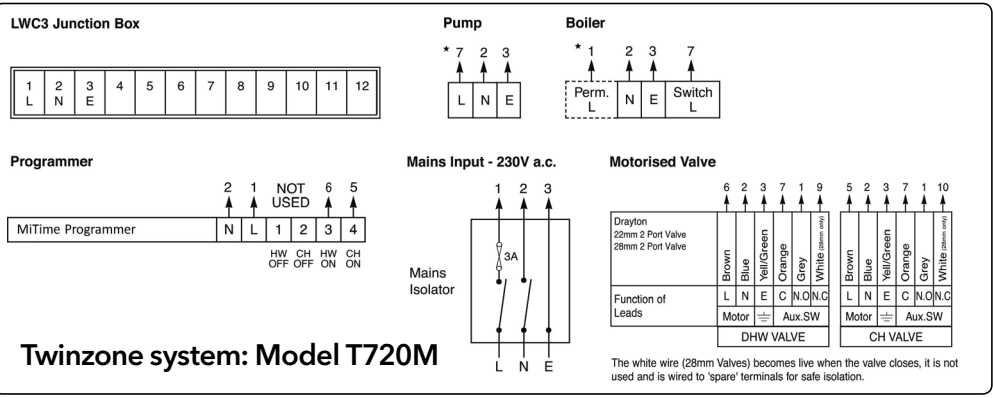 LWC3 Junction Box
1 2 3 4 5 6 7 8 9 10 11 12
L N E
Pump
* 7 2 3
L N E
Boiler
* 1 2 3 7
Perm. L N E Switch L
Programmer
2 1 NOT USED 6 5
MiTime Programmer N L 1 2 3 4
HW OFF CH OFF HW ON CH ON
Mains Input - 230V a.c.
1 2 3
3A
Mains Isolator
L N E
Motorised Valve
6 2 3 7 1 9 5 2 3 7 1 10
Drayton
22mm 2 Port Valve
28mm 2 Port Valve
Brown Blue Yell/Green Orange Grey White (28mm only) Brown Blue Yell/Green Orange Grey White (28mm only)
Function of Leads
L N E C N.O N.C L N E C N.O N.C
Motor Aux.SW Motor Aux.SW
DHW VALVE CH VALVE
The white wire (28mm Valves) becomes live when the valve closes, it is not
used and is wired to 'spare' terminals for safe isolation.
Twinzone system: Model T720M